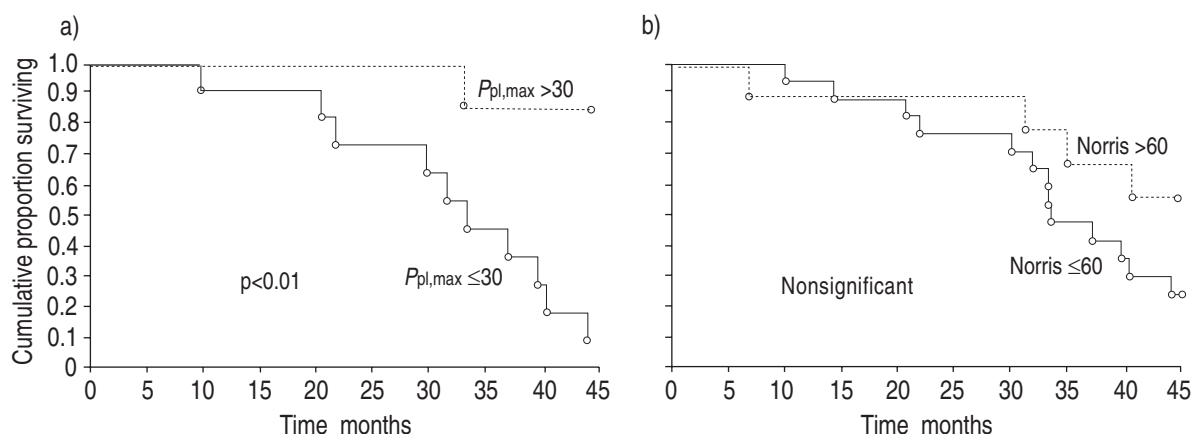 a)
Cumulative proportion surviving
1.0
0.9
0.8
0.7
0.6
0.5
0.4
0.3
0.2
0.1
0
Ppl,max >30
Ppl,max ≤30
p<0.01
0 5 10 15 20 25 30 35 40 45
Time months
b)
Norris >60
Norris ≤60
Nonsignificant
0 5 10 15 20 25 30 35 40 45
Time months